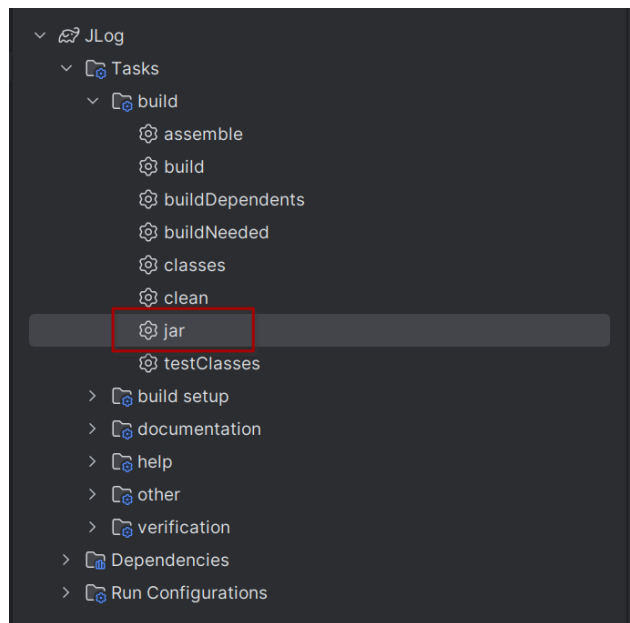 JLog
Tasks
build
assemble
build
buildDependents
buildNeeded
classes
clean
jar
testClasses
build setup
documentation
help
other
verification
Dependencies
Run Configurations